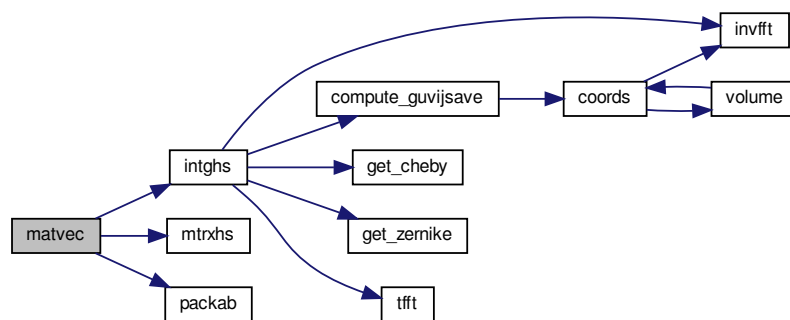 invfft
compute_guvijsave
coords
volume
intghs
get_cheby
matvec
mtrxhs
get_zernike
packab
tfft